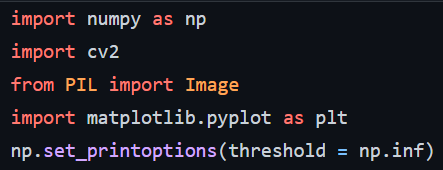 import numpy as np
import cv2
from PIL import Image
import matplotlib.pyplot as plt
np.set_printoptions(threshold = np.inf)